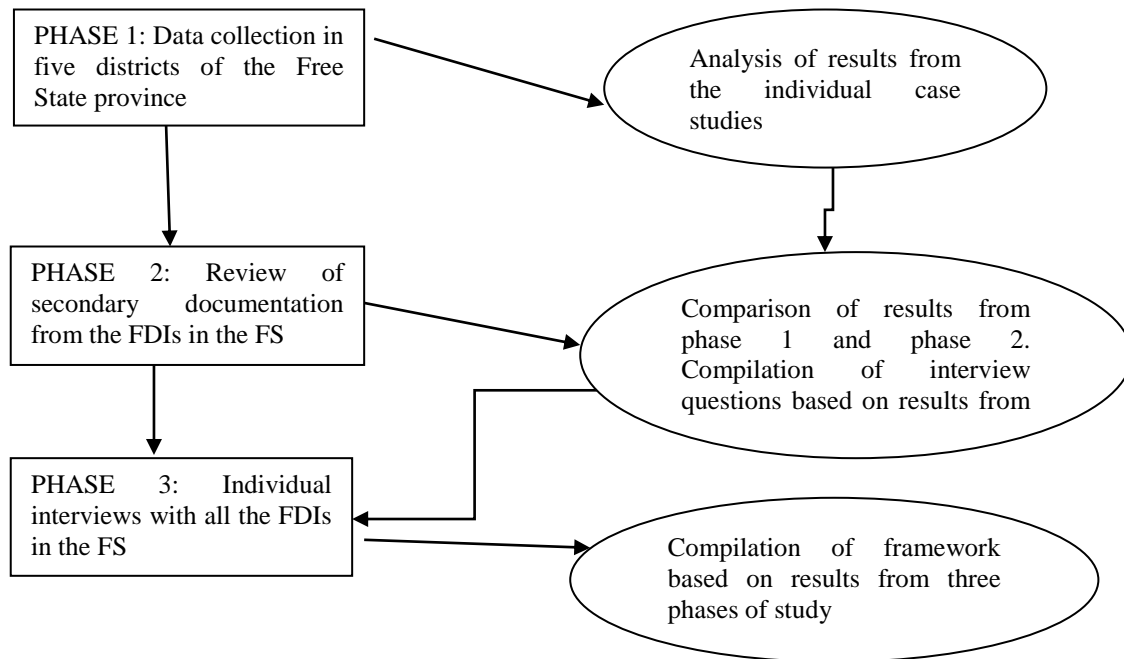 PHASE 1: Data collection in
five districts of the Free
State province
Analysis of results from
the individual case
studies
PHASE 2: Review of
secondary documentation
from the FDIs in the FS
Comparison of results from
phase 1 and phase 2.
Compilation of interview
questions based on results from
PHASE 3: Individual
interviews with all the FDIs
in the FS
Compilation of framework
based on results from three
phases of study